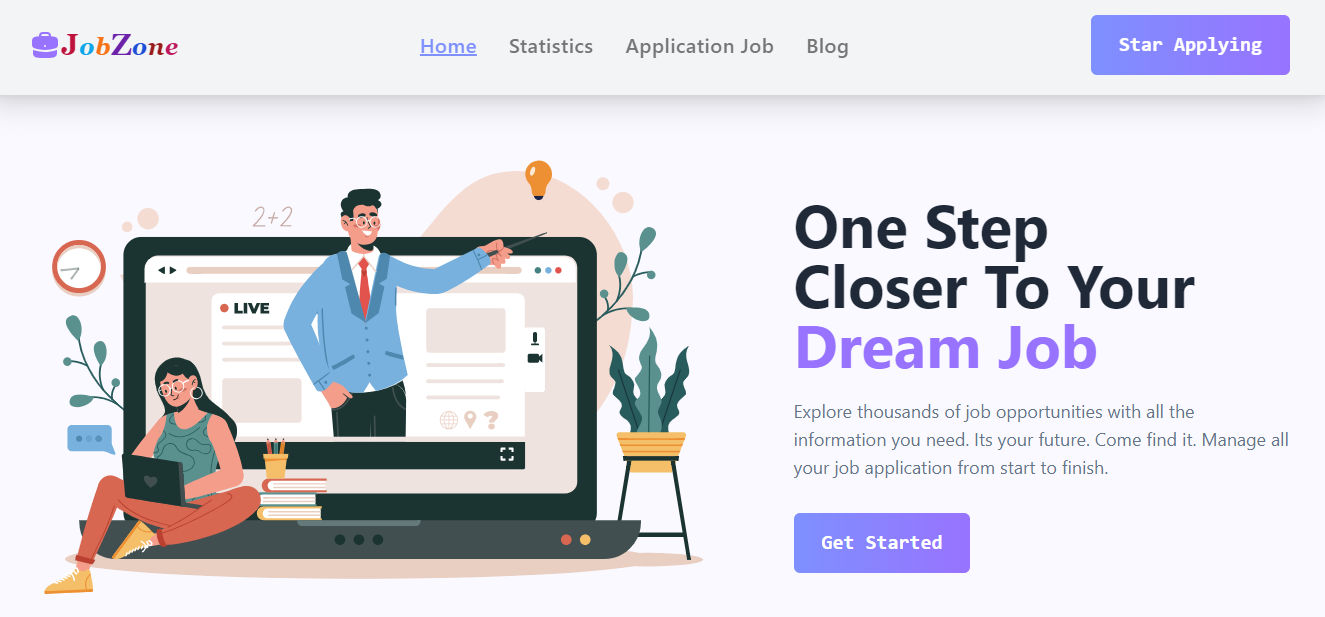 JobZone
Home
Statistics
Application Job
Blog
Star Applying
2+2
LIVE
?
One Step
Closer To Your
Dream Job
Explore thousands of job opportunities with all the
information you need. Its your future. Come find it. Manage all
your job application from start to finish.
Get Started